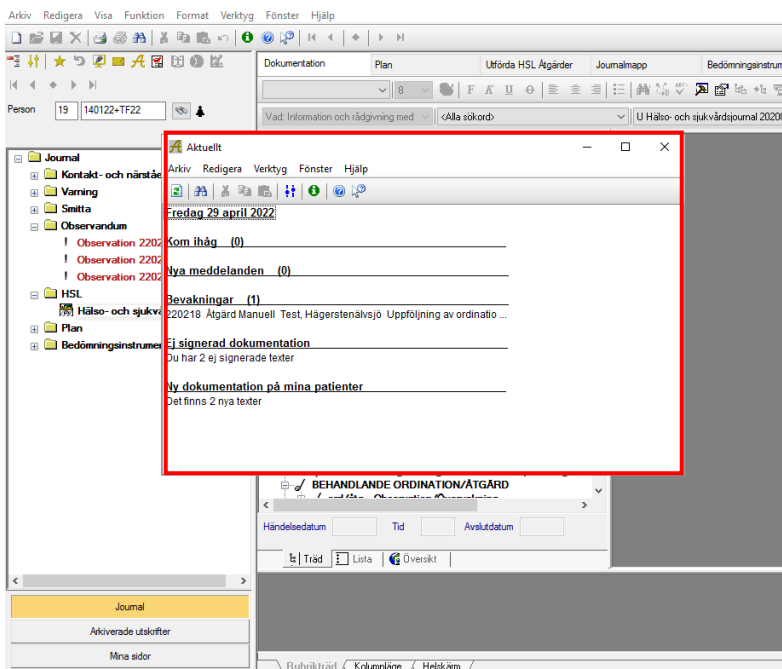 Arkiv Redigera Visa Funktion Format Verktyg Fönster Hjälp
Dokumentation Plan Utförda HSL Åtgärder Journalmapp Bedömningsinstrum
8 F K U
Person 19 140122+TF22
Vad: Information och rådgivning med <Alla sökord> U Hälso- och sjukvårdsjournal 2020
Journal
Kontakt- och närståe
Varning
Smitta
Observandum
Observation 2202
Observation 2202
Observation 2202
HSL
Hälso- och sjukvå
Plan
Bedömningsinstrumen
Aktuellt
Arkiv Redigera Verktyg Fönster Hjälp
Fredag 29 april 2022
Kom ihåg (0)
Nya meddelanden (0)
Bevakningar (1)
220218 Åtgärd Manuell Test, Hägerstenälvsjö Uppföljning av ordinatio ...
Ej signerad dokumentation
Du har 2 ej signerade texter
Ny dokumentation på mina patienter
Det finns 2 nya texter
BEHANDLANDE ORDINATION/ÅTGÄRD
Händelsedatum Tid Avslutdatum
Träd Lista Översikt
Journal
Arkiverade utskrifter
Mina sidor
Rubrikträd Kolumnläge Helskärm